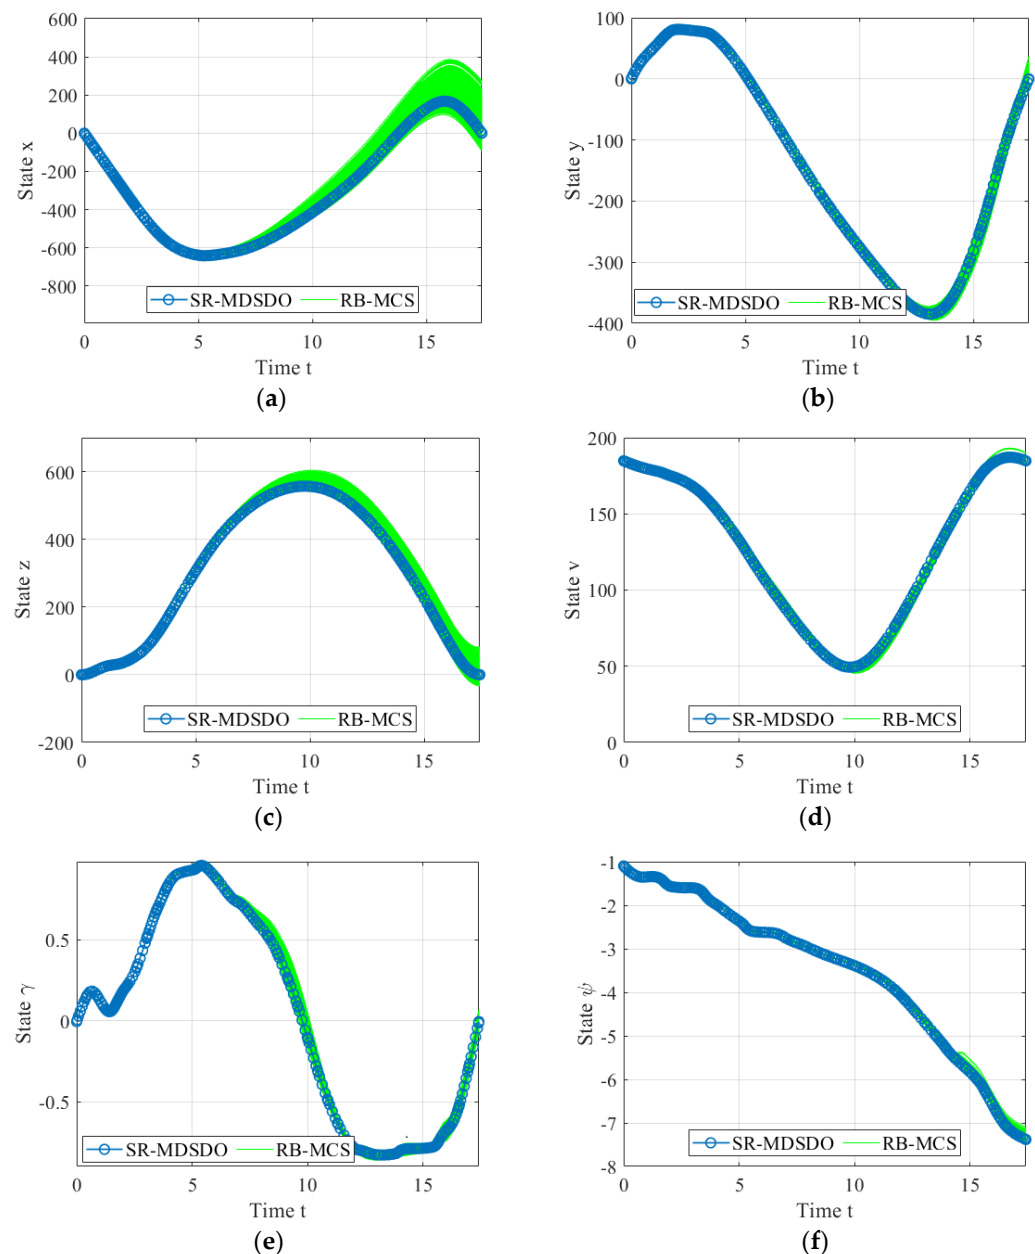 600
400
200
0
-200
-400
-600
-800
State x
SR-MDSDO RB-MCS
0 5 10 15
Time t
(a)
100
0
-100
-200
-300
-400
State y
SR-MDSDO RB-MCS
0 5 10 15
Time t
(b)
600
400
200
0
-200
State z
SR-MDSDO RB-MCS
0 5 10 15
Time t
(c)
200
150
100
50
0
State v
SR-MDSDO RB-MCS
0 5 10 15
Time t
(d)
0.5
0
-0.5
State γ
SR-MDSDO RB-MCS
0 5 10 15
Time t
(e)
-1
-2
-3
-4
-5
-6
-7
-8
State ψ
SR-MDSDO RB-MCS
0 5 10 15
Time t
(f)